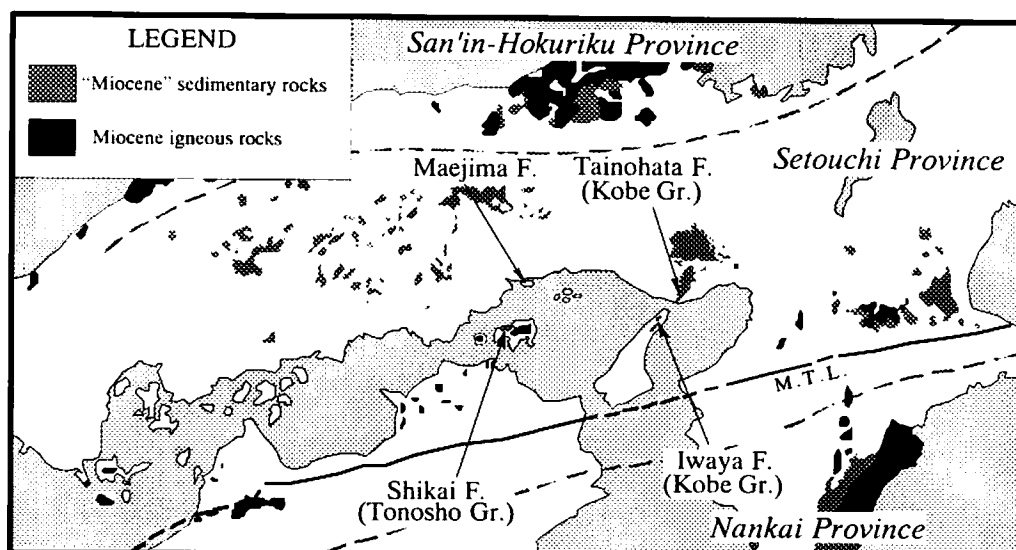 LEGEND
"Miocene" sedimentary rocks
Miocene igneous rocks
San'in-Hokuriku Province
Maejima F.
Tainohata F.
(Kobe Gr.)
Setouchi Province
M.T.L.
Shikai F.
(Tonosho Gr.)
Iwaya F.
(Kobe Gr.)
Nankai Province